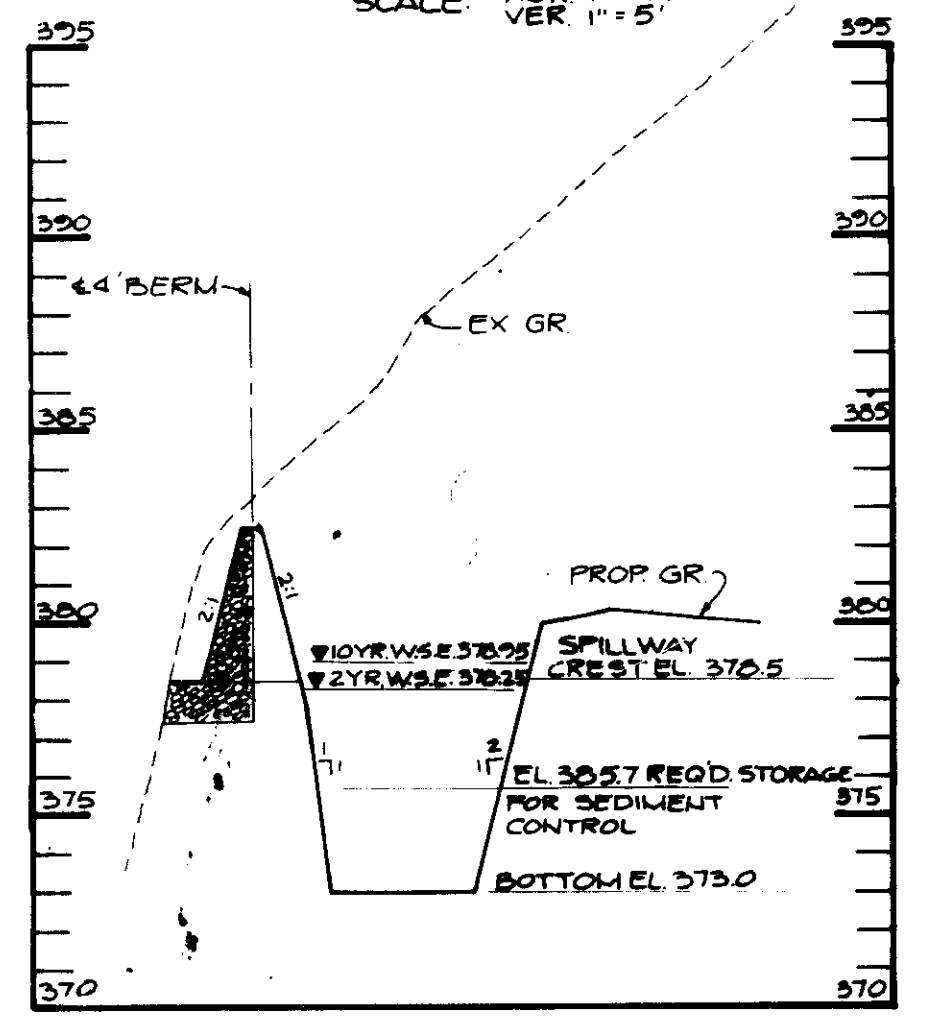 SCALE:
VER. 1" = 5'
395
395
390
390
℄ 4' BERM
EX GR.
385
385
2:1
2:1
PROP. GR.
380
380
10YR. W.S.E. 378.95
SPILLWAY
2YR. W.S.E. 378.25
CREST EL. 378.5
1
1
2
1
EL. 385.7 REQ'D. STORAGE
375
375
FOR SEDIMENT
CONTROL
BOTTOM EL. 373.0
370
370